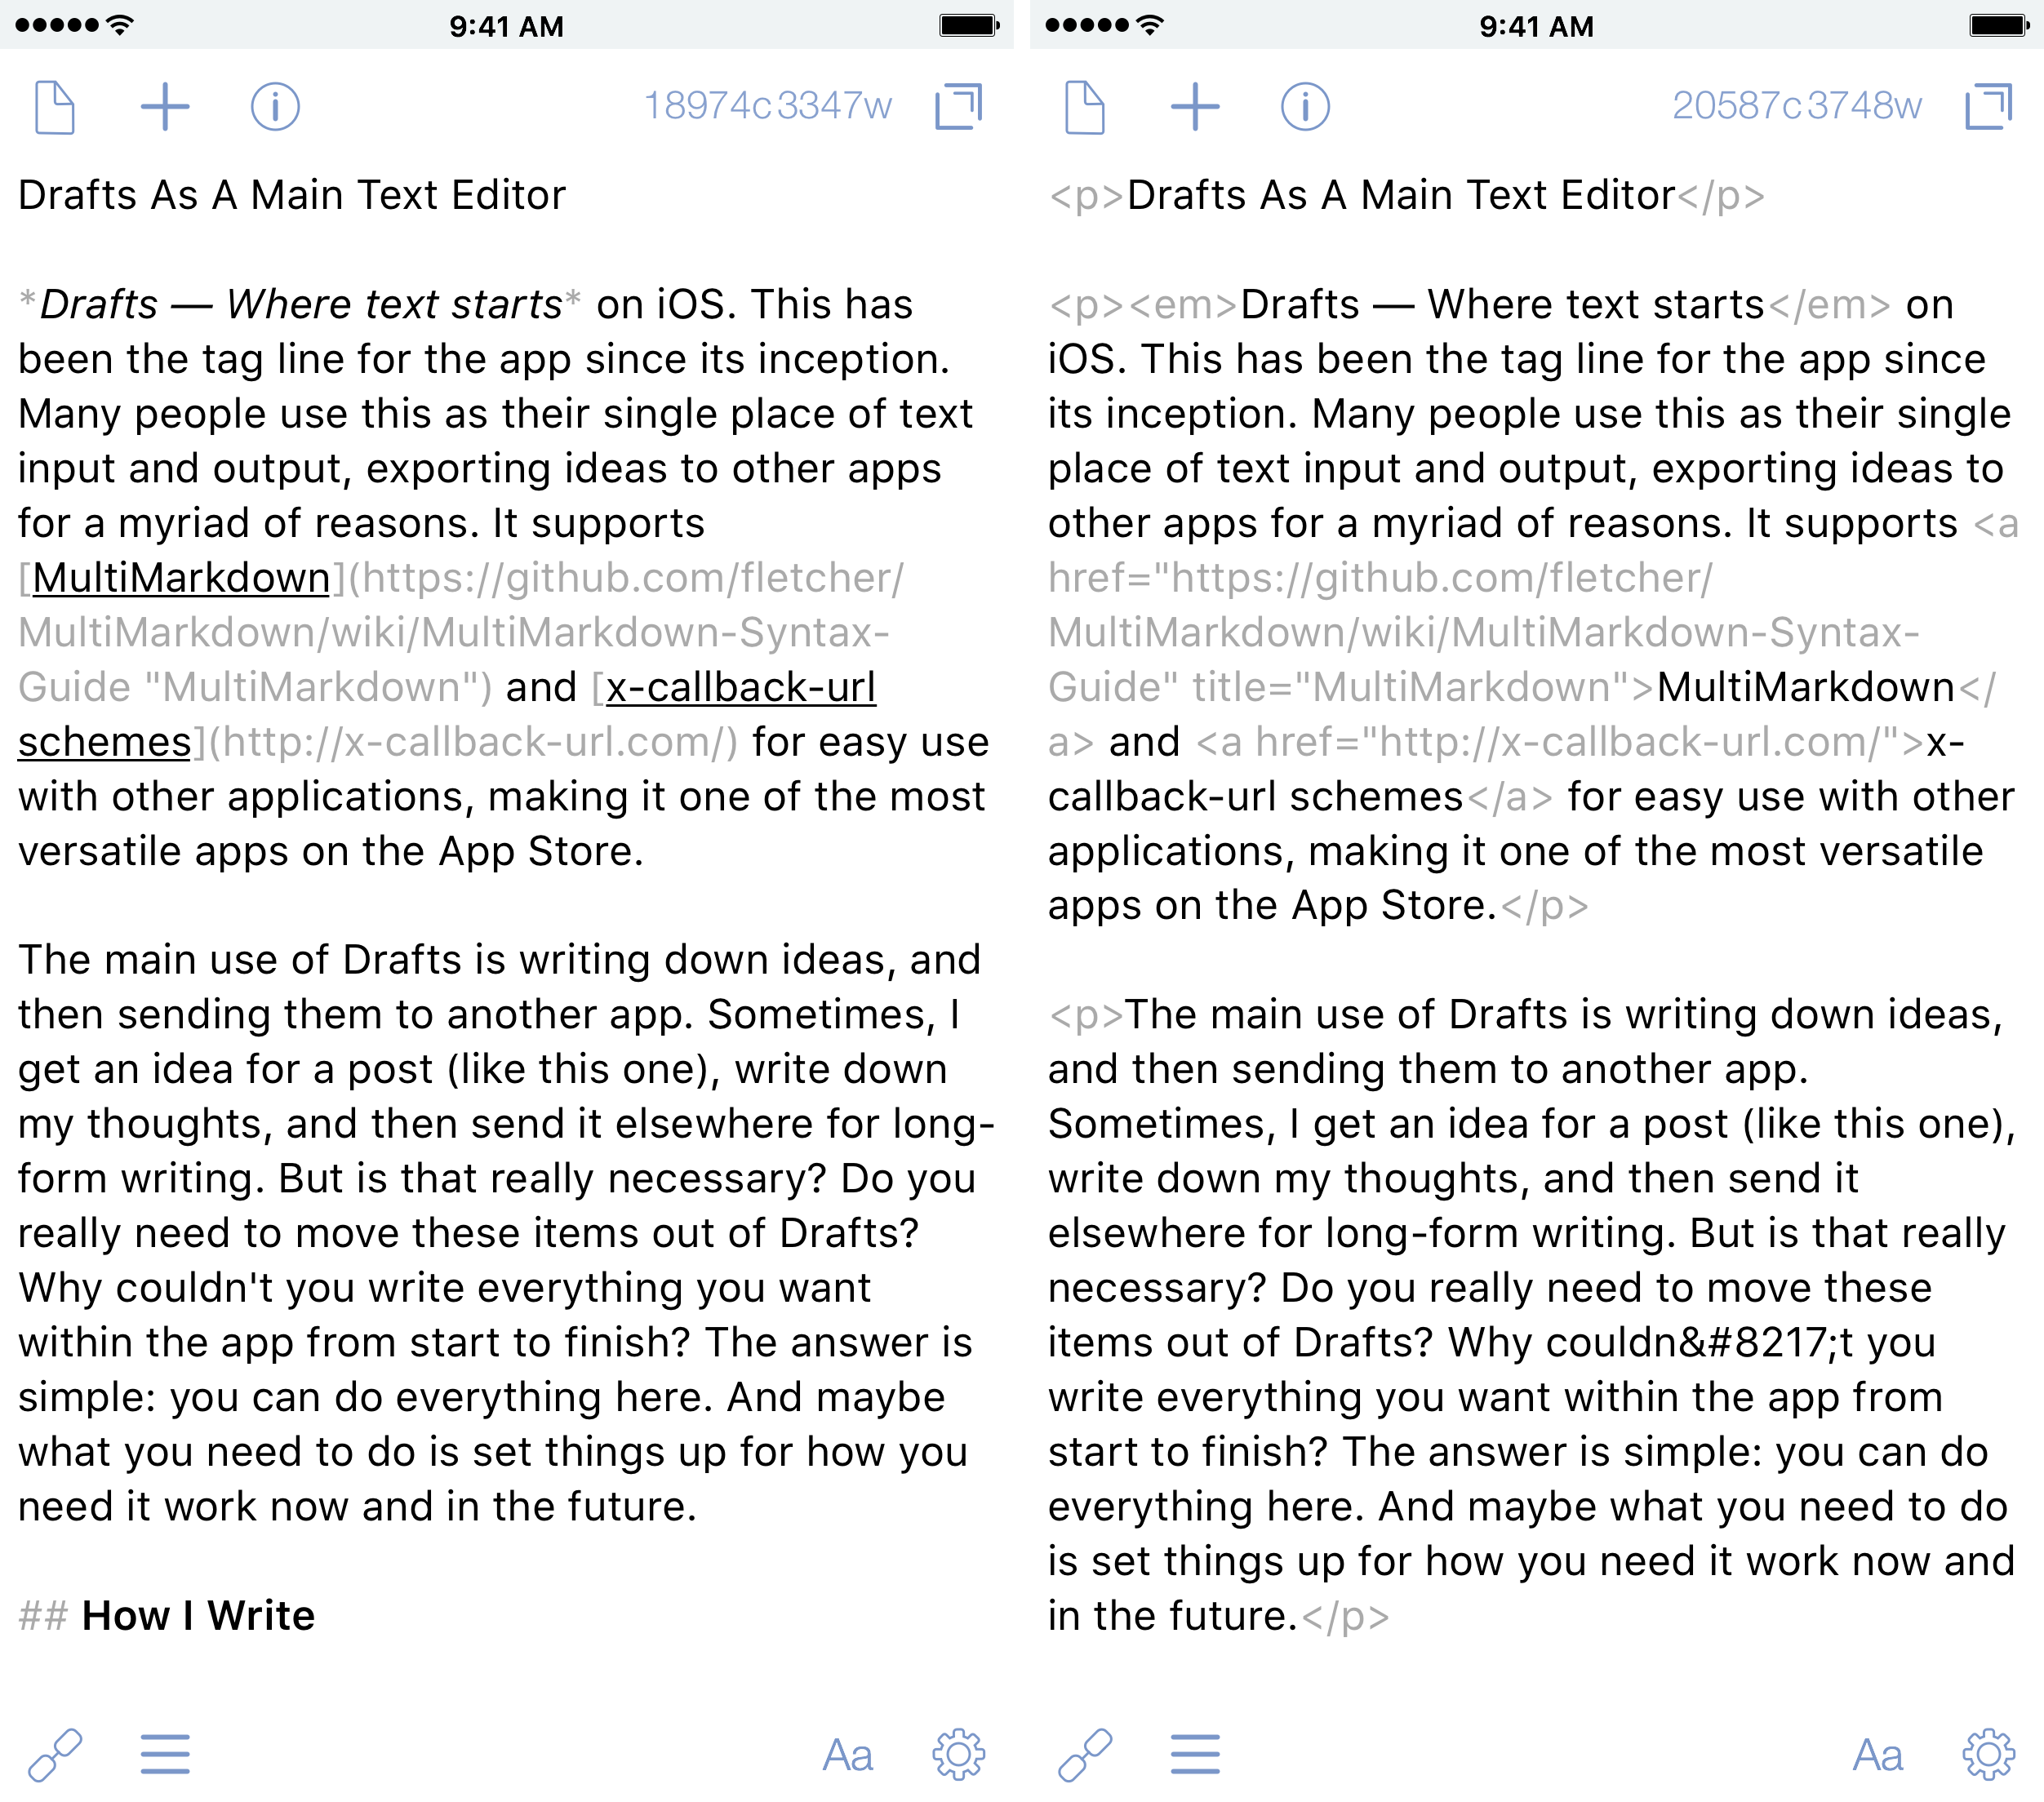 9:41 AM
18974c 3347w
Drafts As A Main Text Editor
*Drafts — Where text starts* on iOS. This has
been the tag line for the app since its inception.
Many people use this as their single place of text
input and output, exporting ideas to other apps
for a myriad of reasons. It supports
[MultiMarkdown](https://github.com/fletcher/
MultiMarkdown/wiki/MultiMarkdown-Syntax-
Guide "MultiMarkdown") and [x-callback-url
schemes](http://x-callback-url.com/) for easy use
with other applications, making it one of the most
versatile apps on the App Store.
The main use of Drafts is writing down ideas, and
then sending them to another app. Sometimes, I
get an idea for a post (like this one), write down
my thoughts, and then send it elsewhere for long-
form writing. But is that really necessary? Do you
really need to move these items out of Drafts?
Why couldn't you write everything you want
within the app from start to finish? The answer is
simple: you can do everything here. And maybe
what you need to do is set things up for how you
need it work now and in the future.
## How I Write
Aa
9:41 AM
20587c 3748w
<p>Drafts As A Main Text Editor</p>
<p><em>Drafts — Where text starts</em> on
iOS. This has been the tag line for the app since
its inception. Many people use this as their single
place of text input and output, exporting ideas to
other apps for a myriad of reasons. It supports <a
href="https://github.com/fletcher/
MultiMarkdown/wiki/MultiMarkdown-Syntax-
Guide" title="MultiMarkdown">MultiMarkdown</
a> and <a href="http://x-callback-url.com/">x-
callback-url schemes</a> for easy use with other
applications, making it one of the most versatile
apps on the App Store.</p>
<p>The main use of Drafts is writing down ideas,
and then sending them to another app.
Sometimes, I get an idea for a post (like this one),
write down my thoughts, and then send it
elsewhere for long-form writing. But is that really
necessary? Do you really need to move these
items out of Drafts? Why couldn&#8217;t you
write everything you want within the app from
start to finish? The answer is simple: you can do
everything here. And maybe what you need to do
is set things up for how you need it work now and
in the future.</p>
Aa